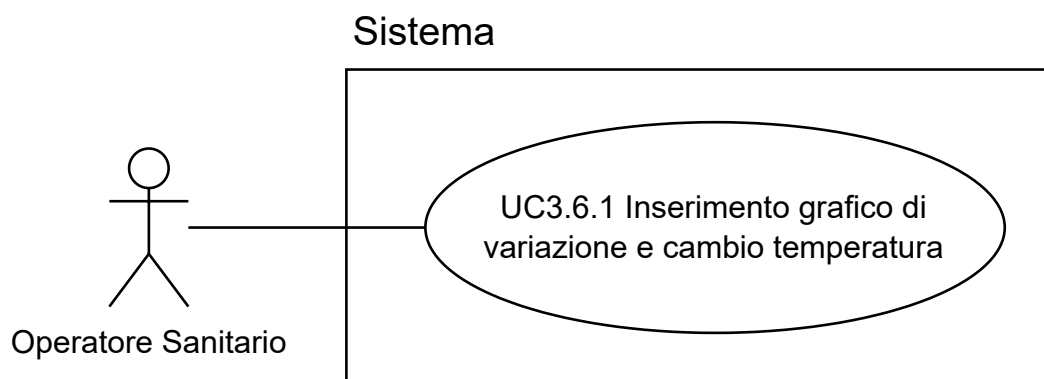 Sistema
UC3.6.1 Inserimento grafico di
variazione e cambio temperatura
Operatore Sanitario